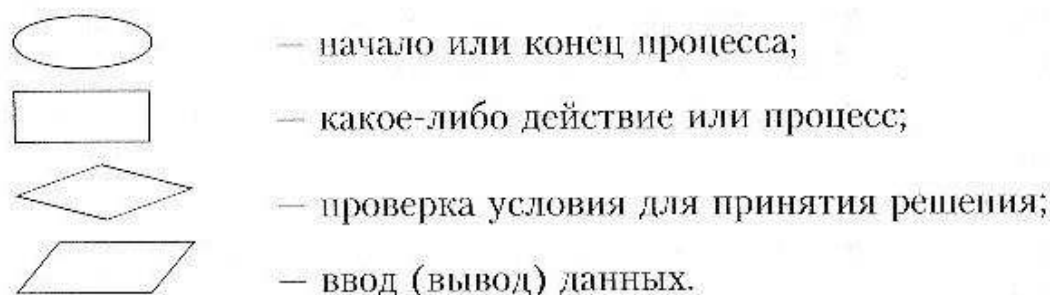 — начало или конец процесса;
— какое-либо действие или процесс;
— проверка условия для принятия решения;
— ввод (вывод) данных.